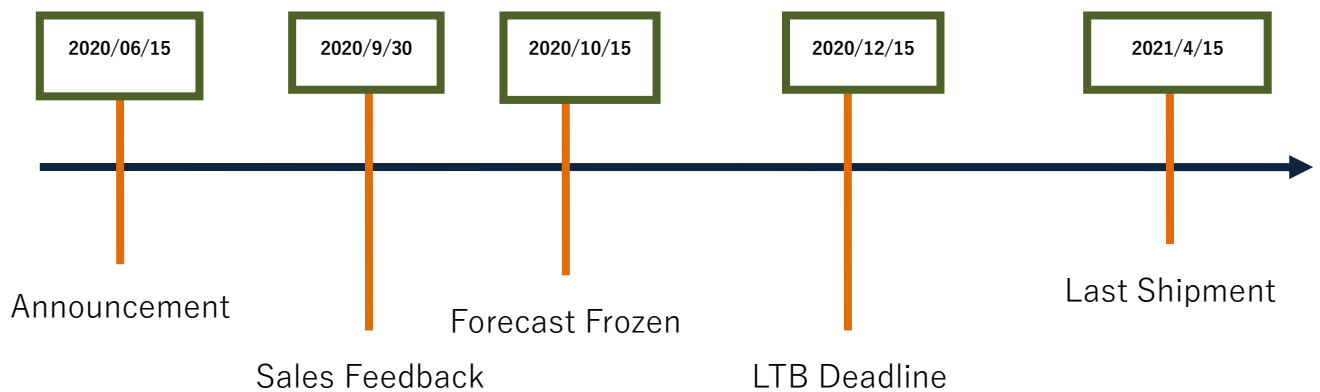 2020/06/15
2020/9/30
2020/10/15
2020/12/15
2021/4/15
Announcement
Sales Feedback
Forecast Frozen
LTB Deadline
Last Shipment